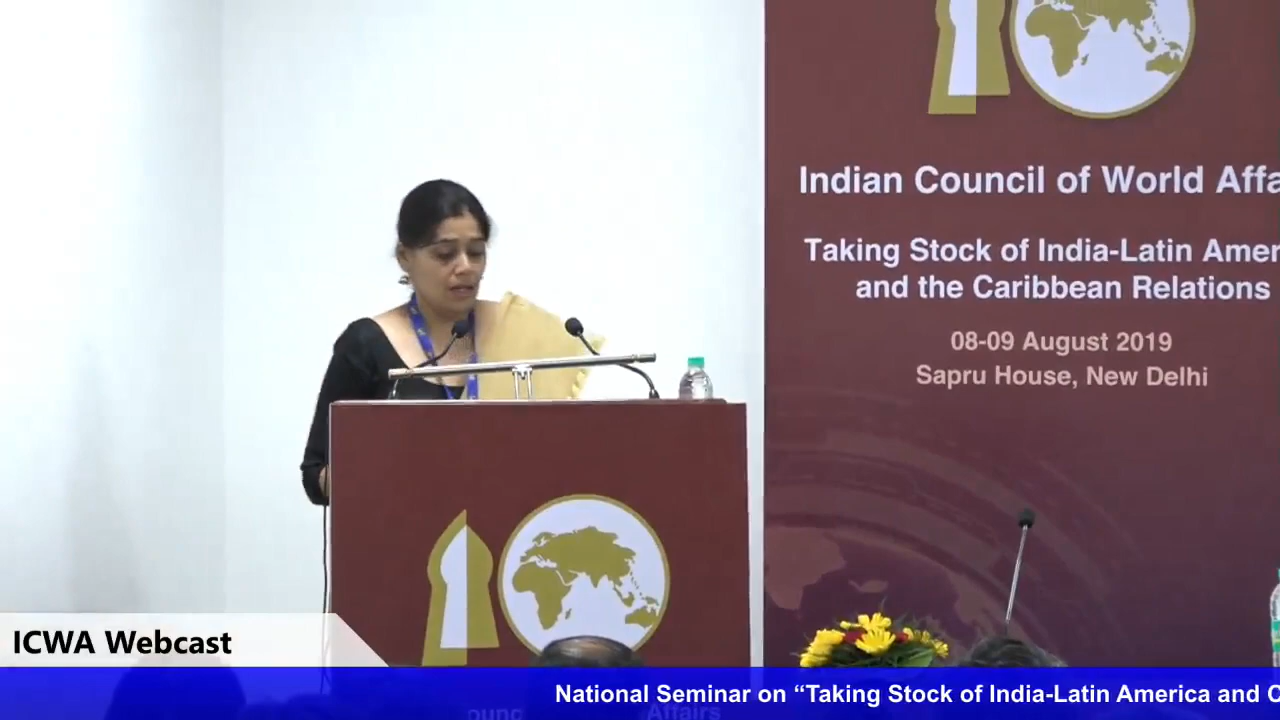 Indian Council of World Affa
Taking Stock of India-Latin Amer
and the Caribbean Relations
08-09 August 2019
Sapru House, New Delhi
ICWA Webcast
National Seminar on “Taking Stock of India-Latin America and C
Affairs